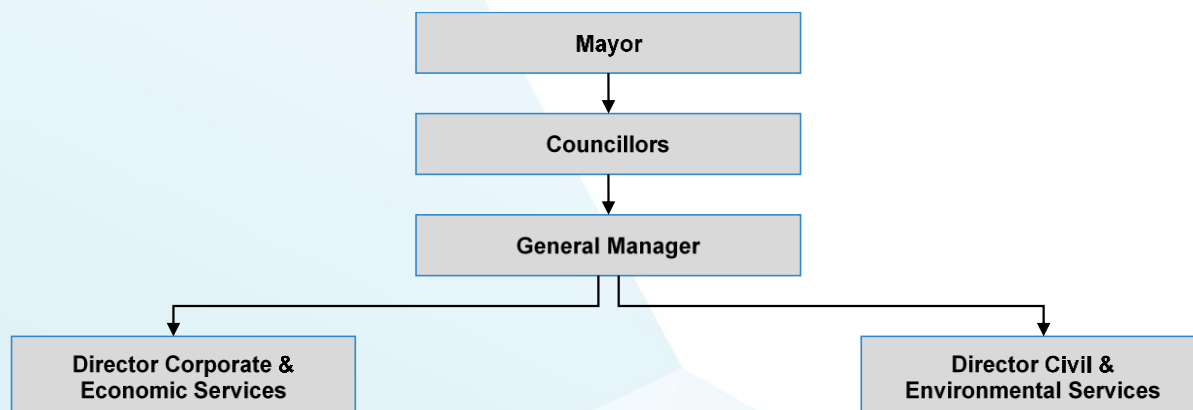 Mayor
Councillors
General Manager
Director Corporate &
Economic Services
Director Civil &
Environmental Services